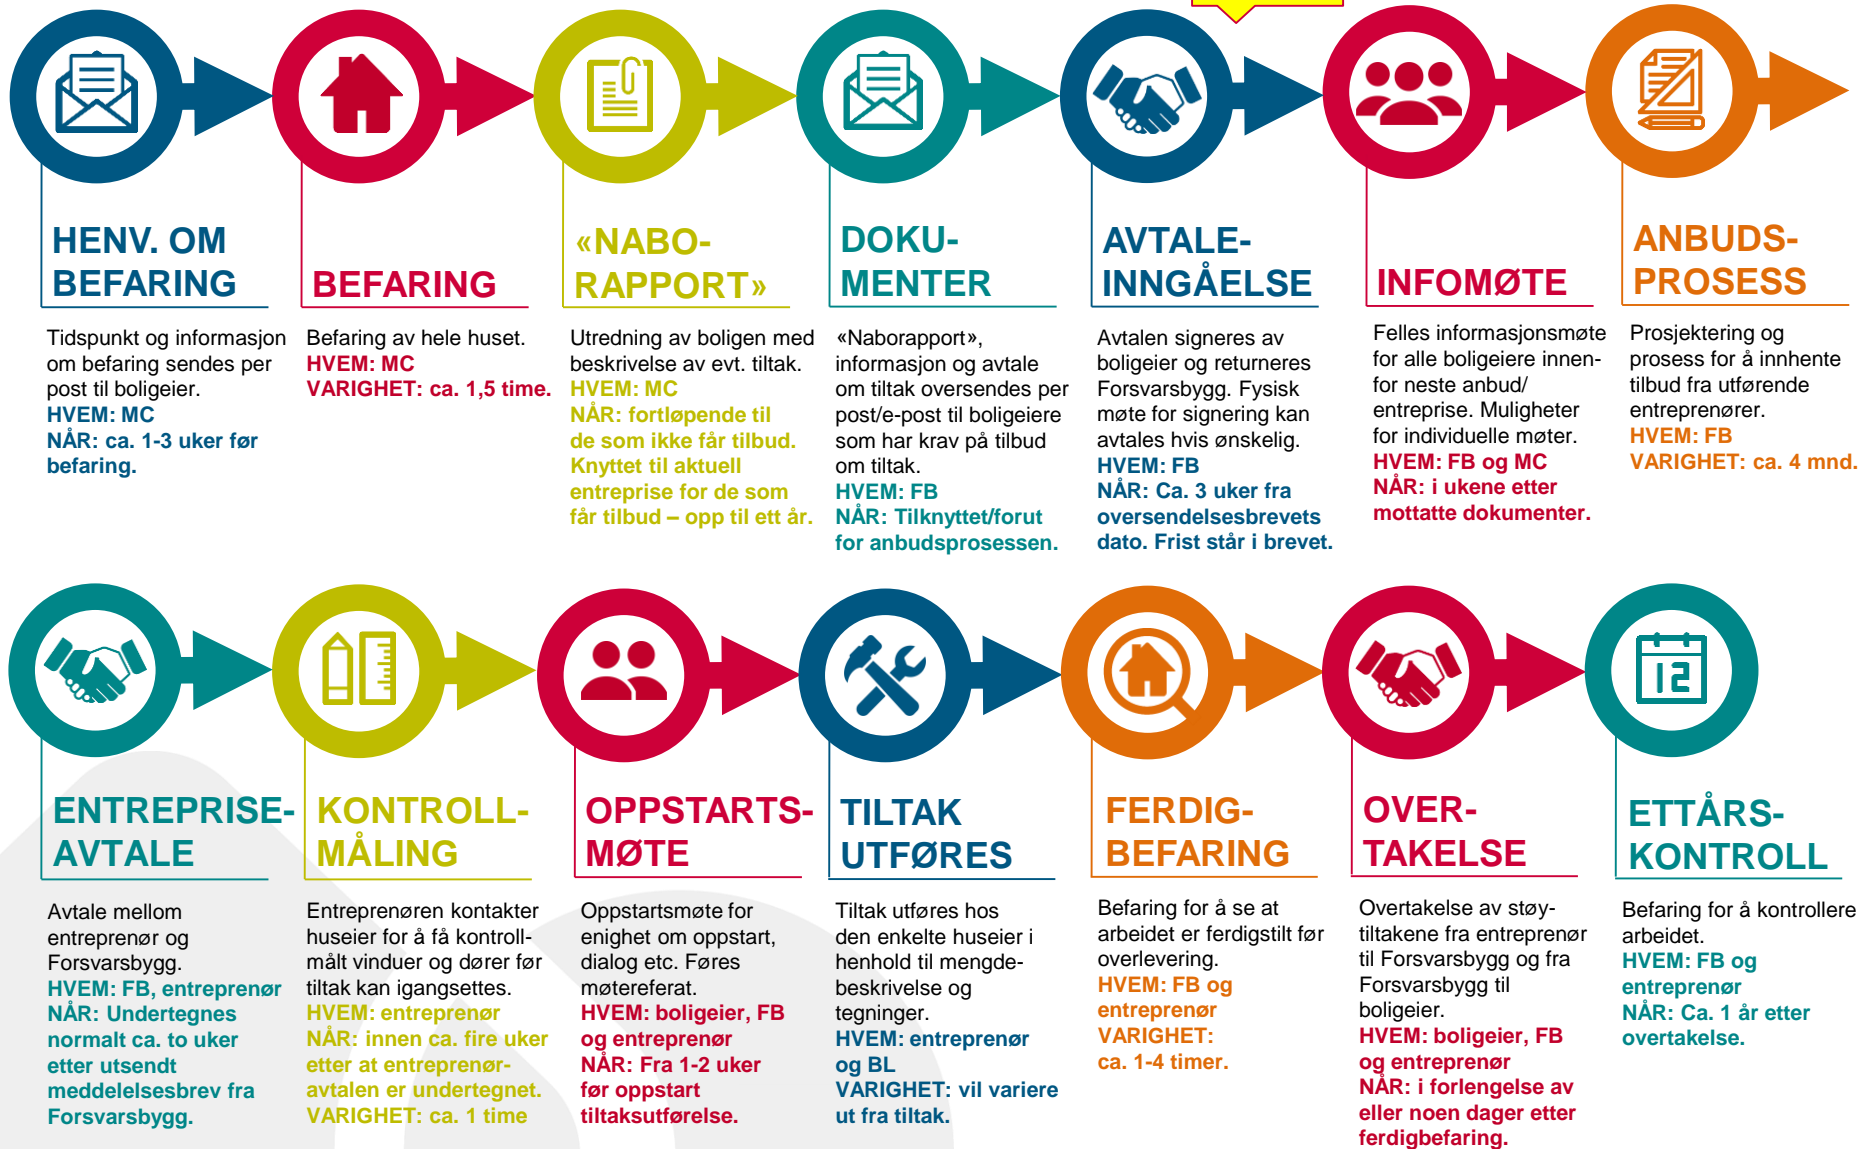 HENV. OM
BEFARING
Tidspunkt og informasjon
om befaring sendes per
post til boligeier.
HVEM: MC
NÅR: ca. 1-3 uker før
befaring.
BEFARING
Befaring av hele huset.
HVEM: MC
VARIGHET: ca. 1,5 time.
«NABO-
RAPPORT»
Utredning av boligen med
beskrivelse av evt. tiltak.
HVEM: MC
NÅR: fortløpende til
de som ikke får tilbud.
Knyttet til aktuell
entreprise for de som
får tilbud – opp til ett år.
DOKU-
MENTER
«Naborapport»,
informasjon og avtale
om tiltak oversendes per
post/e-post til boligeiere
som har krav på tilbud
om tiltak.
HVEM: FB
NÅR: Tilknyttet/forut
for anbudsprosessen.
AVTALE-
INNGÅELSE
Avtalen signeres av
boligeier og returneres
Forsvarsbygg. Fysisk
møte for signering kan
avtales hvis ønskelig.
HVEM: FB
NÅR: Ca. 3 uker fra
oversendelsesbrevets
dato. Frist står i brevet.
INFOMØTE
Felles informasjonsmøte
for alle boligeiere innen-
for neste anbud/
entreprise. Muligheter
for individuelle møter.
HVEM: FB og MC
NÅR: i ukene etter
mottatte dokumenter.
ANBUDS-
PROSESS
Prosjektering og
prosess for å innhente
tilbud fra utførende
entreprenører.
HVEM: FB
VARIGHET: ca. 4 mnd.
ENTREPRISE-
AVTALE
Avtale mellom
entreprenør og
Forsvarsbygg.
HVEM: FB, entreprenør
NÅR: Undertegnes
normalt ca. to uker
etter utsendt
meddelelsesbrev fra
Forsvarsbygg.
KONTROLL-
MÅLING
Entreprenøren kontakter
huseier for å få kontroll-
målt vinduer og dører før
tiltak kan igangsettes.
HVEM: entreprenør
NÅR: innen ca. fire uker
etter at entreprenør-
avtalen er undertegnet.
VARIGHET: ca. 1 time
OPPSTARTS-
MØTE
Oppstartsmøte for
enighet om oppstart,
dialog etc. Føres
møtereferat.
HVEM: boligeier, FB
og entreprenør
NÅR: Fra 1-2 uker
før oppstart
tiltaksutførelse.
TILTAK
UTFØRES
Tiltak utføres hos
den enkelte huseier i
henhold til mengde-
beskrivelse og
tegninger.
HVEM: entreprenør
og BL
VARIGHET: vil variere
ut fra tiltak.
FERDIG-
BEFARING
Befaring for å se at
arbeidet er ferdigstilt før
overlevering.
HVEM: FB og
entreprenør
VARIGHET:
ca. 1-4 timer.
OVER-
TAKELSE
Overtakelse av støy-
tiltakene fra entreprenør
til Forsvarsbygg og fra
Forsvarsbygg til
boligeier.
HVEM: boligeier, FB
og entreprenør
NÅR: i forlengelse av
eller noen dager etter
ferdigbefaring.
12
ETTÅRS-
KONTROLL
Befaring for å kontrollere
arbeidet.
HVEM: FB og
entreprenør
NÅR: Ca. 1 år etter
overtakelse.